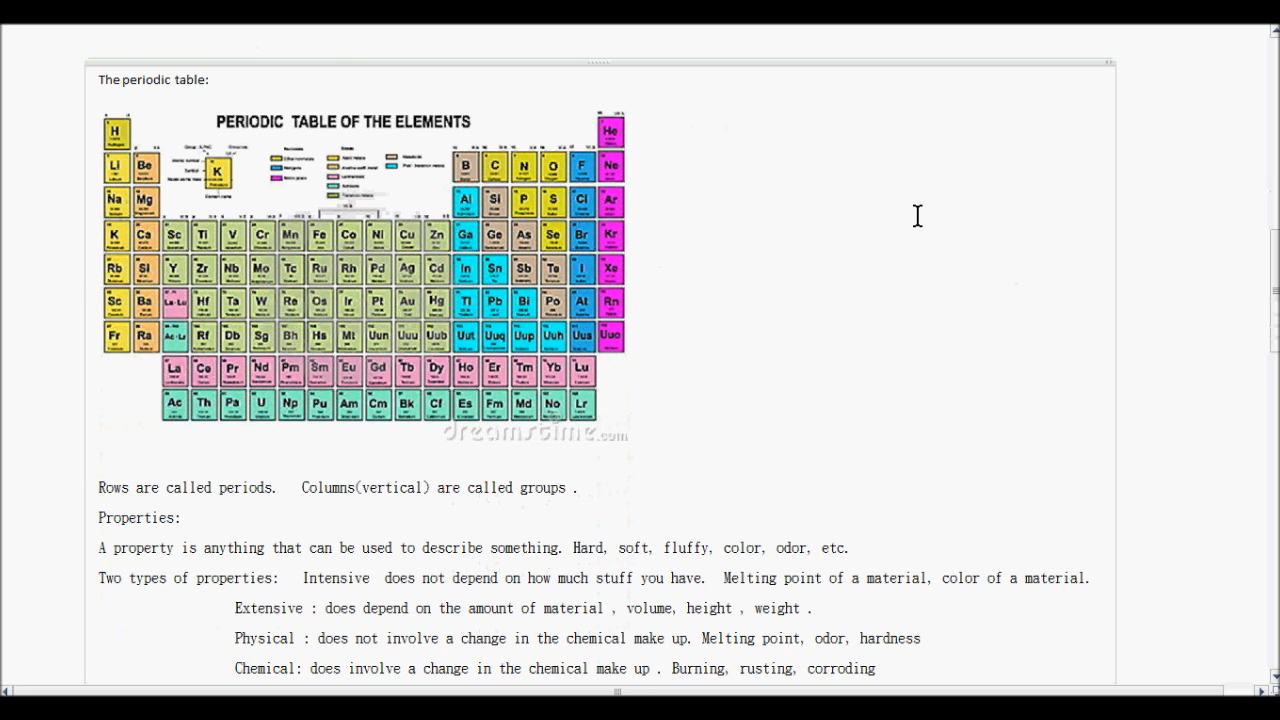 The periodic table:
PERIODIC TABLE OF THE ELEMENTS
H He
Li Be K B C N O F Ne
Na Mg Al Si P S Cl Ar
K Ca Sc Ti V Cr Mn Fe Co Ni Cu Zn Ga Ge As Se Br Kr
Rb Sl Y Zr Nb Mo Tc Ru Rh Pd Ag Cd In Sn Sb Te I Xe
Sc Ba La-Lu Hf Ta W Re Os Ir Pt Au Hg Tl Pb Bi Po At Rn
Fr Ra Ac-Lr Rf Db Sg Bh Hs Mt Uun Uuu Uub Uut Uuq Uup Uuh Uus Uuo
La Ce Pr Nd Pm Sm Eu Gd Tb Dy Ho Er Tm Yb Lu
Ac Th Pa U Np Pu Am Cm Bk Cf Es Fm Md No Lr
dreamstime.com
Rows are called periods. Columns(vertical) are called groups .
Properties:
A property is anything that can be used to describe something. Hard, soft, fluffy, color, odor, etc.
Two types of properties: Intensive does not depend on how much stuff you have. Melting point of a material, color of a material.
Extensive : does depend on the amount of material , volume, height , weight .
Physical : does not involve a change in the chemical make up. Melting point, odor, hardness
Chemical: does involve a change in the chemical make up . Burning, rusting, corroding